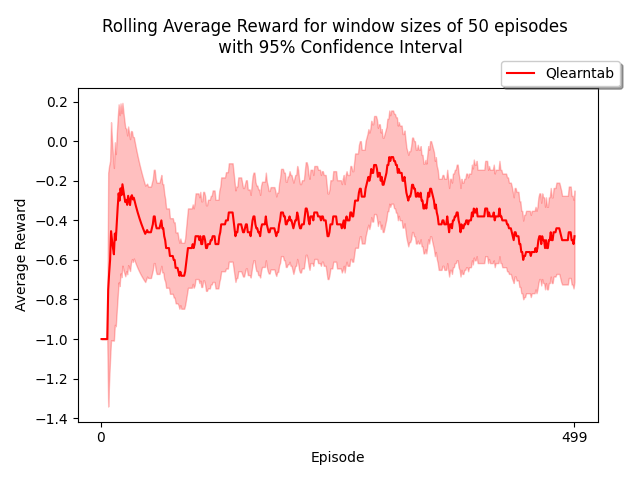 Rolling Average Reward for window sizes of 50 episodes
with 95% Confidence Interval
Qlearntab
Average Reward
0.2
0.0
−0.2
−0.4
−0.6
−0.8
−1.0
−1.2
−1.4
0 499
Episode